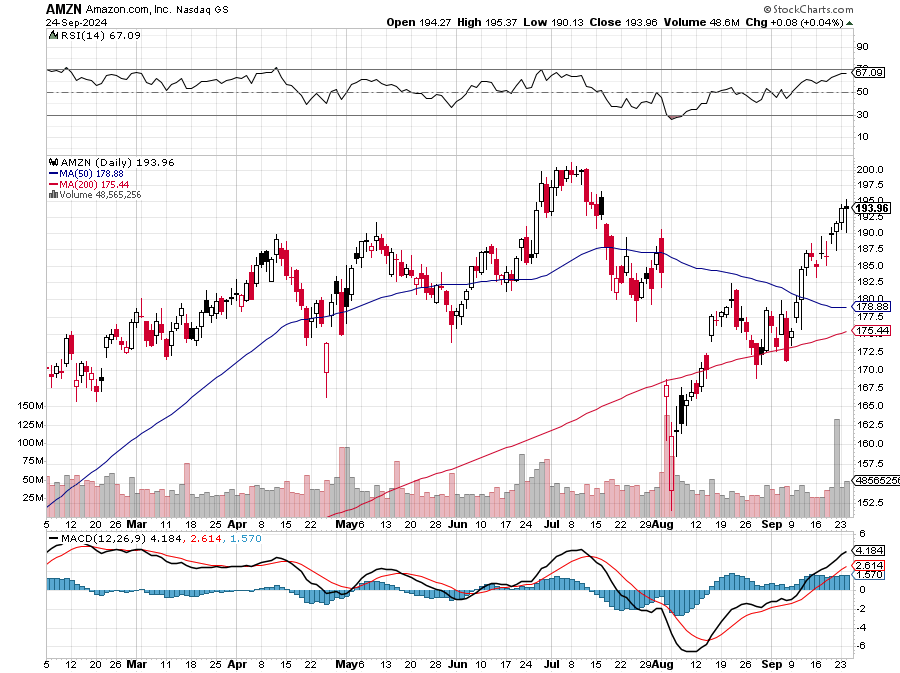 AMZN Amazon.com, Inc. Nasdaq GS © StockCharts.com
24-Sep-2024 Open 194.27 High 195.37 Low 190.13 Close 193.96 Volume 48.6M Chg +0.08 (+0.04%)
RSI(14) 67.09
90
70
67.09
50
30
10
AMZN (Daily) 193.96
MA(50) 178.88
MA(200) 175.44
Volume 48,565,256
200.0
197.5
195.0
193.96
192.5
190.0
187.5
185.0
182.5
180.0
178.88
177.5
175.44
172.5
170.0
167.5
165.0
162.5
160.0
157.5
152.5
150M
125M
100M
75M
50M
25M
48565256
5 12 20 26 Mar 11 18 25 Apr 8 15 22 May 6 13 20 28 Jun 10 17 24 Jul 8 15 22 29 Aug 12 19 26 Sep 9 16 23
MACD(12,26,9) 4.184, 2.614, 1.570
6
4.184
2.614
1.570
0
-2
-4
-6
5 12 20 26 Mar 11 18 25 Apr 8 15 22 May 6 13 20 28 Jun 10 17 24 Jul 8 15 22 29 Aug 12 19 26 Sep 9 16 23